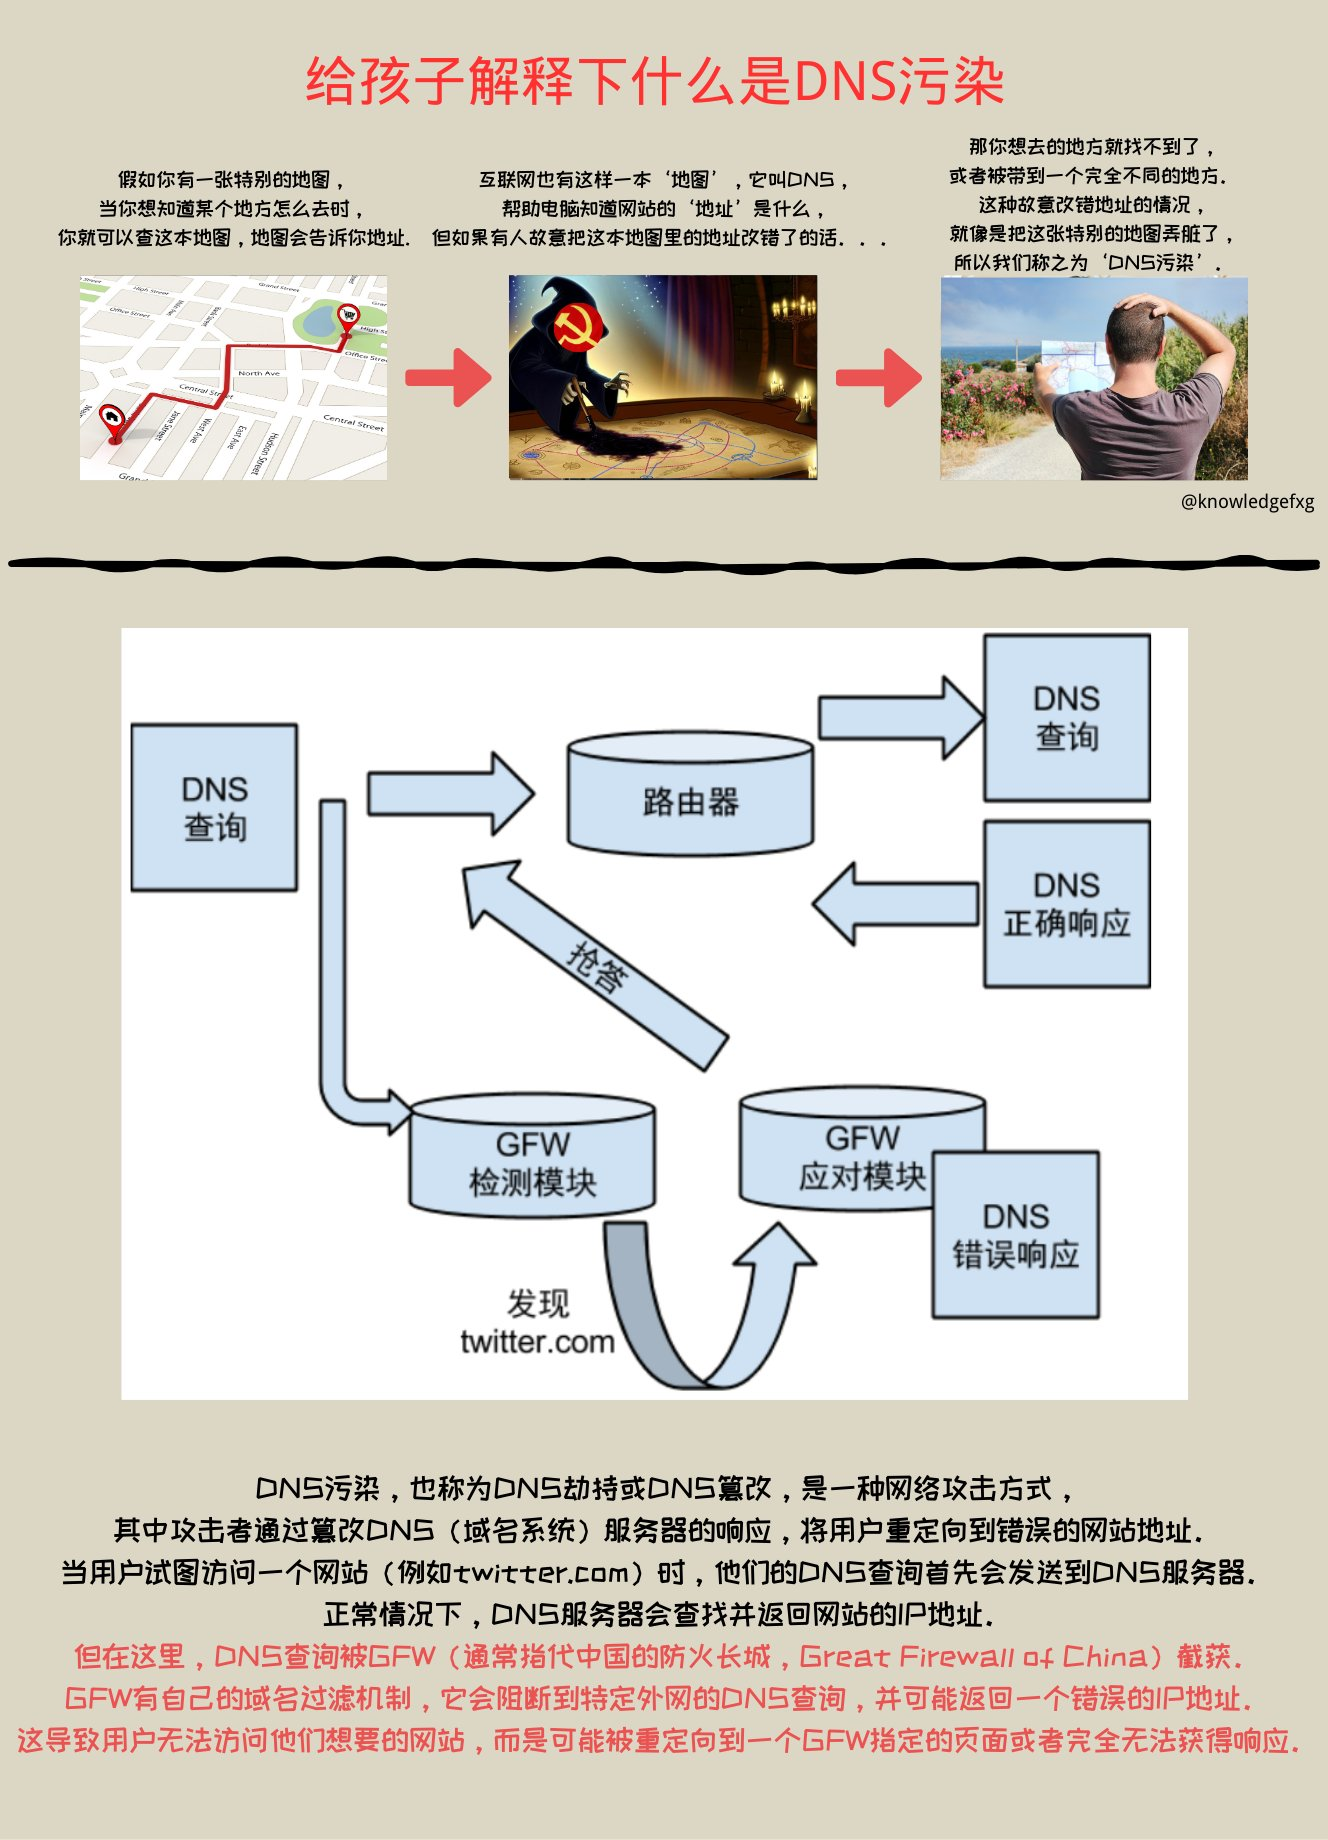 给孩子解释下什么是DNS污染
假如你有一张特别的地图，
当你想知道某个地方怎么去时，
你就可以查这本地图，地图会告诉你地址.
互联网也有这样一本‘地图’，它叫DNS，
帮助电脑知道网站的‘地址’是什么，
但如果有人故意把这本地图里的地址改错了的话...
那你想去的地方就找不到了，
或者被带到一个完全不同的地方.
这种故意改错地址的情况，
就像是把这张特别的地图弄脏了，
所以我们称之为‘DNS污染’.
High Street
Grand Street
Office Street
High S
Office Stre
North Ave
Central Street
Jane Street
West Ave
East Ave
Hudson Street
Central Street
Gran
@knowledgefxg
DNS
查询
路由器
DNS
查询
DNS
正确响应
抢答
GFW
检测模块
GFW
应对模块
DNS
错误响应
发现
twitter.com
DNS污染，也称为DNS劫持或DNS篡改，是一种网络攻击方式，
其中攻击者通过篡改DNS（域名系统）服务器的响应，将用户重定向到错误的网站地址.
当用户试图访问一个网站（例如twitter.com）时，他们的DNS查询首先会发送到DNS服务器.
正常情况下，DNS服务器会查找并返回网站的IP地址.
但在这里，DNS查询被GFW（通常指代中国的防火长城，Great Firewall of China）截获.
GFW有自己的域名过滤机制，它会阻断到特定外网的DNS查询，并可能返回一个错误的IP地址.
这导致用户无法访问他们想要的网站，而是可能被重定向到一个GFW指定的页面或者完全无法获得响应.